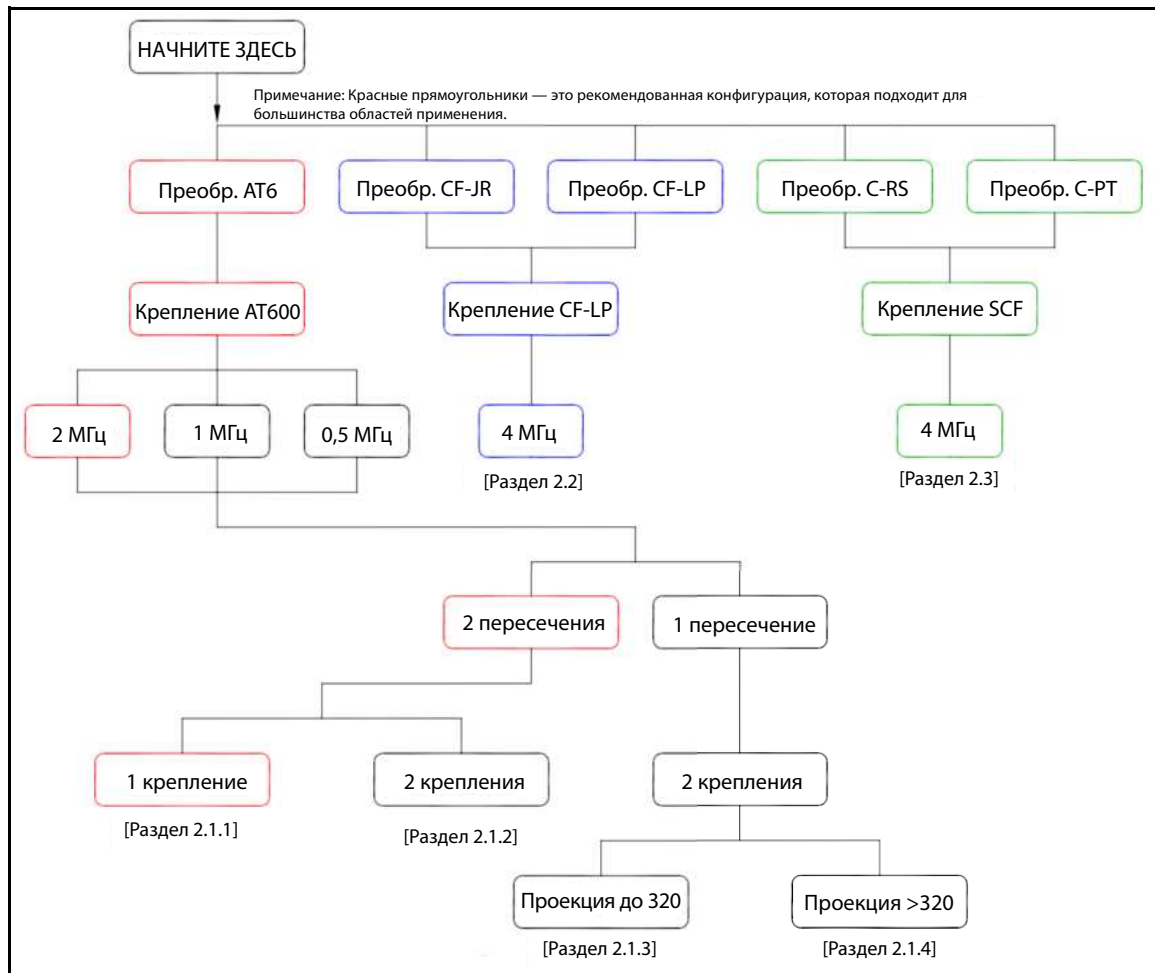 НАЧНИТЕ ЗДЕСЬ
Примечание: Красные прямоугольники — это рекомендованная конфигурация, которая подходит для
большинства областей применения.
Преобр. AT6
Преобр. CF-JR
Преобр. CF-LP
Преобр. C-RS
Преобр. C-PT
Крепление AT600
Крепление CF-LP
Крепление SCF
2 МГц
1 МГц
0,5 МГц
4 МГц
4 МГц
[Раздел 2.2]
[Раздел 2.3]
2 пересечения
1 пересечение
1 крепление
2 крепления
2 крепления
[Раздел 2.1.1]
[Раздел 2.1.2]
Проекция до 320
Проекция >320
[Раздел 2.1.3]
[Раздел 2.1.4]